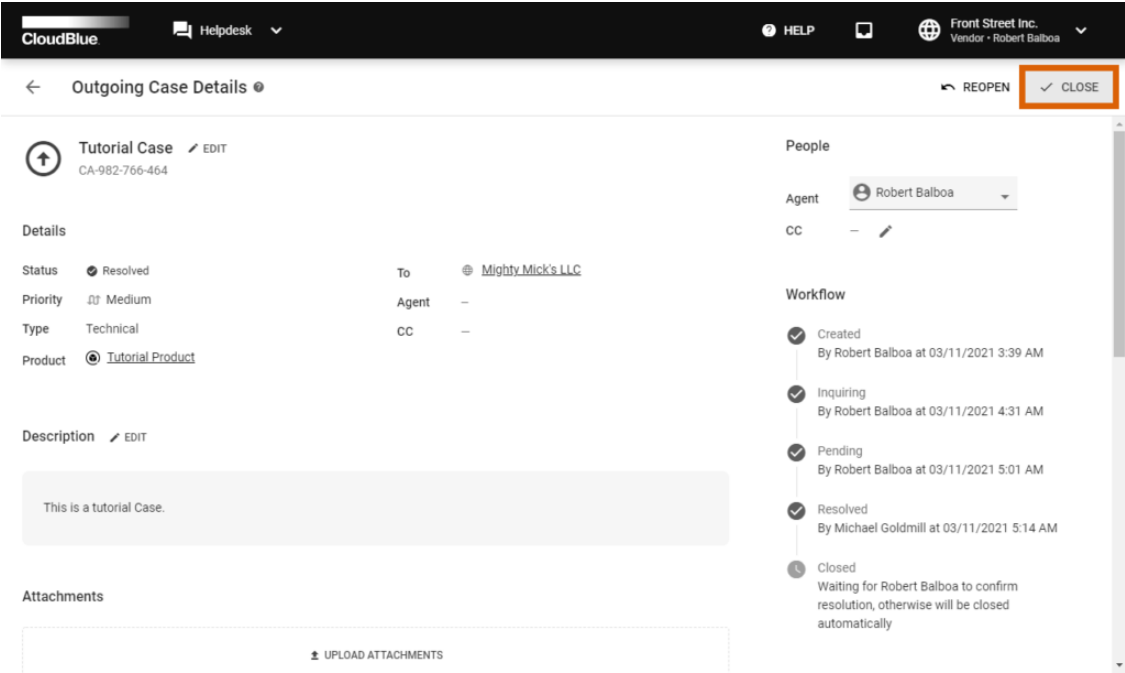 CloudBlue.
Helpdesk
HELP
Front Street Inc.
Vendor • Robert Balboa
Outgoing Case Details
REOPEN
CLOSE
Tutorial Case
EDIT
CA-982-766-464
Details
Status Resolved
Priority Medium
Type Technical
Product Tutorial Product
To Mighty Mick's LLC
Agent –
CC –
Description
EDIT
This is a tutorial Case.
Attachments
UPLOAD ATTACHMENTS
People
Agent Robert Balboa
CC –
Workflow
Created
By Robert Balboa at 03/11/2021 3:39 AM
Inquiring
By Robert Balboa at 03/11/2021 4:31 AM
Pending
By Robert Balboa at 03/11/2021 5:01 AM
Resolved
By Michael Goldmill at 03/11/2021 5:14 AM
Closed
Waiting for Robert Balboa to confirm
resolution, otherwise will be closed
automatically